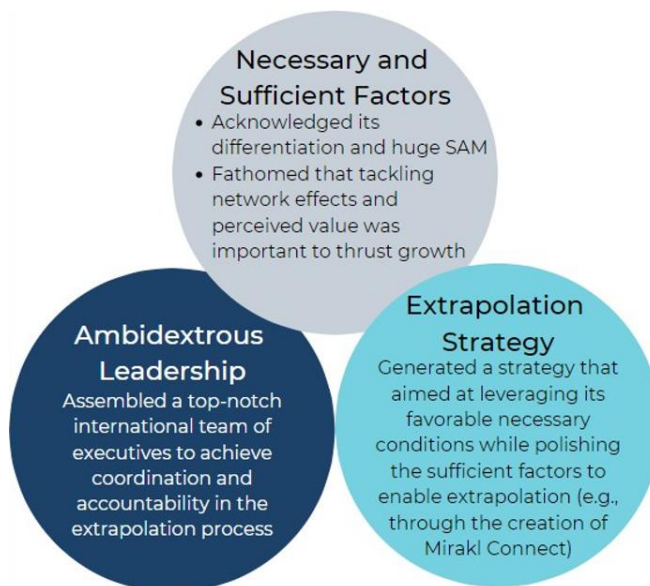 Necessary and
Sufficient Factors
• Acknowledged its
differentiation and huge SAM
• Fathomed that tackling
network effects and
perceived value was
important to thrust growth
Ambidextrous
Leadership
Assembled a top-notch
international team of
executives to achieve
coordination and
accountability in the
extrapolation process
Extrapolation
Strategy
Generated a strategy that
aimed at leveraging its
favorable necessary
conditions while polishing
the sufficient factors to
enable extrapolation (e.g.,
through the creation of
Mirakl Connect)